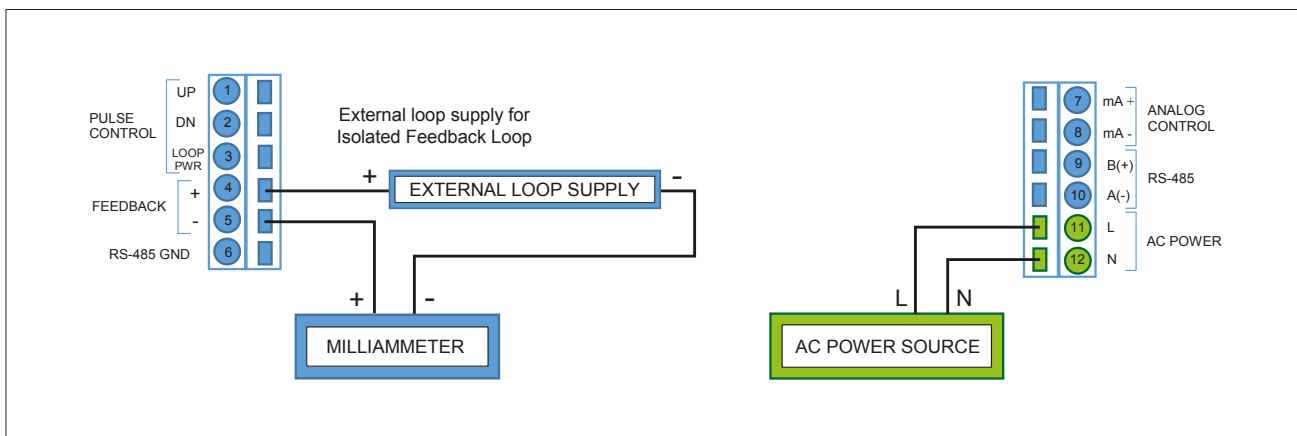 PULSE
CONTROL
UP
DN
LOOP
PWR
1
2
3
FEEDBACK
+
-
4
5
RS-485 GND
6
External loop supply for
Isolated Feedback Loop
+
EXTERNAL LOOP SUPPLY
-
+
-
MILLIAMMETER
7
mA +
8
mA -
ANALOG
CONTROL
9
B(+)
10
A(-)
RS-485
11
L
12
N
AC POWER
L
N
AC POWER SOURCE